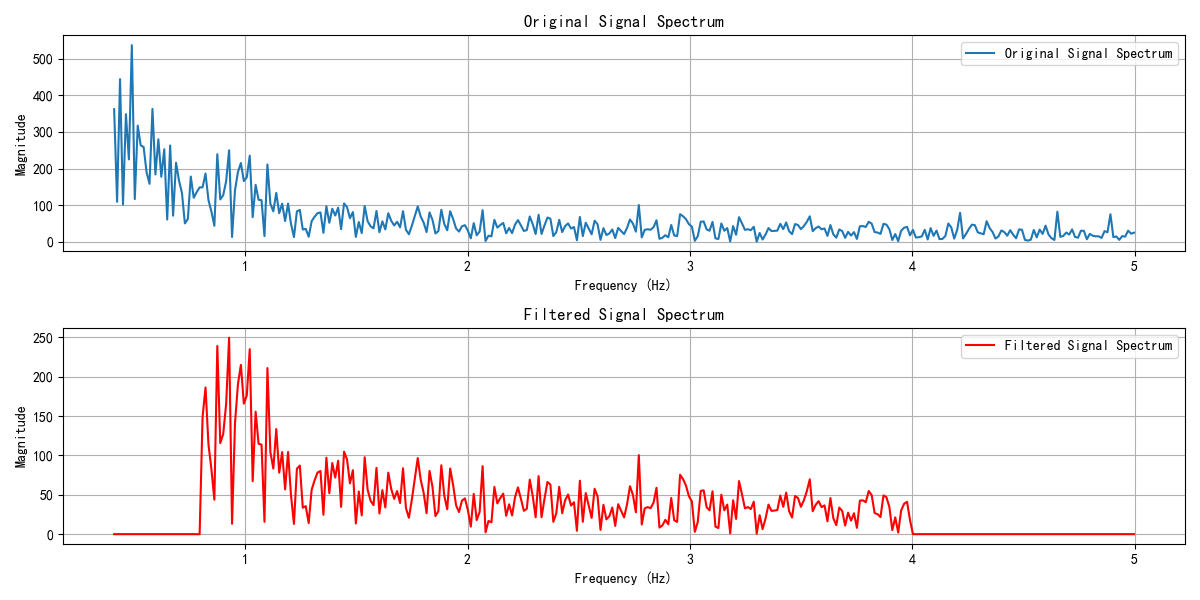 Original Signal Spectrum
Original Signal Spectrum
Magnitude
500
400
300
200
100
0
1
2
3
4
5
Frequency (Hz)
Filtered Signal Spectrum
Filtered Signal Spectrum
Magnitude
250
200
150
100
50
0
1
2
3
4
5
Frequency (Hz)